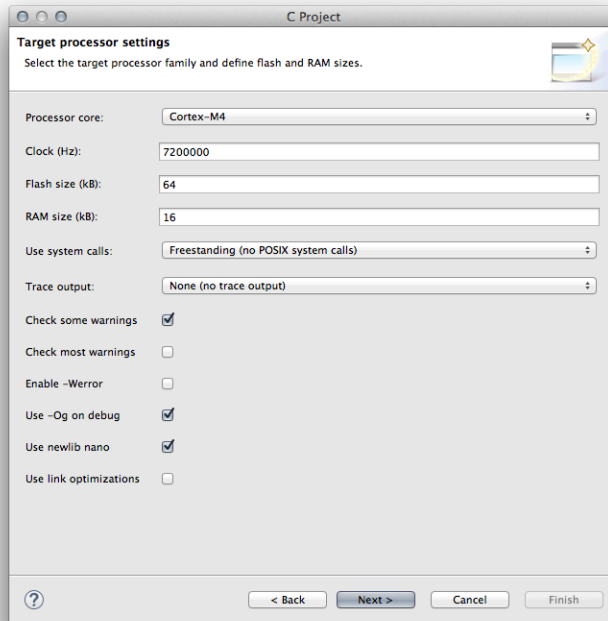 C Project
Target processor settings
Select the target processor family and define flash and RAM sizes.
Processor core: Cortex-M4
Clock (Hz): 7200000
Flash size (kB): 64
RAM size (kB): 16
Use system calls: Freestanding (no POSIX system calls)
Trace output: None (no trace output)
Check some warnings
Check most warnings
Enable -Werror
Use -Og on debug
Use newlib nano
Use link optimizations
? < Back Next > Cancel Finish